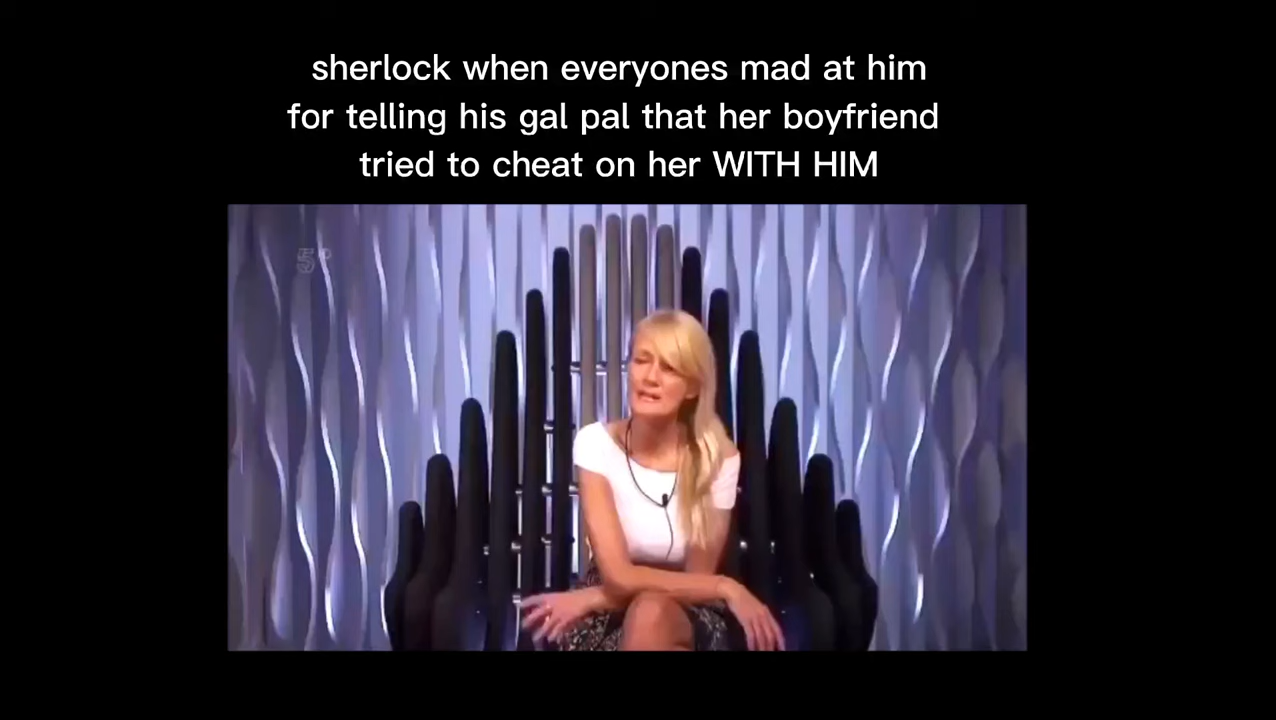 sherlock when everyones mad at him
for telling his gal pal that her boyfriend
tried to cheat on her WITH HIM
5